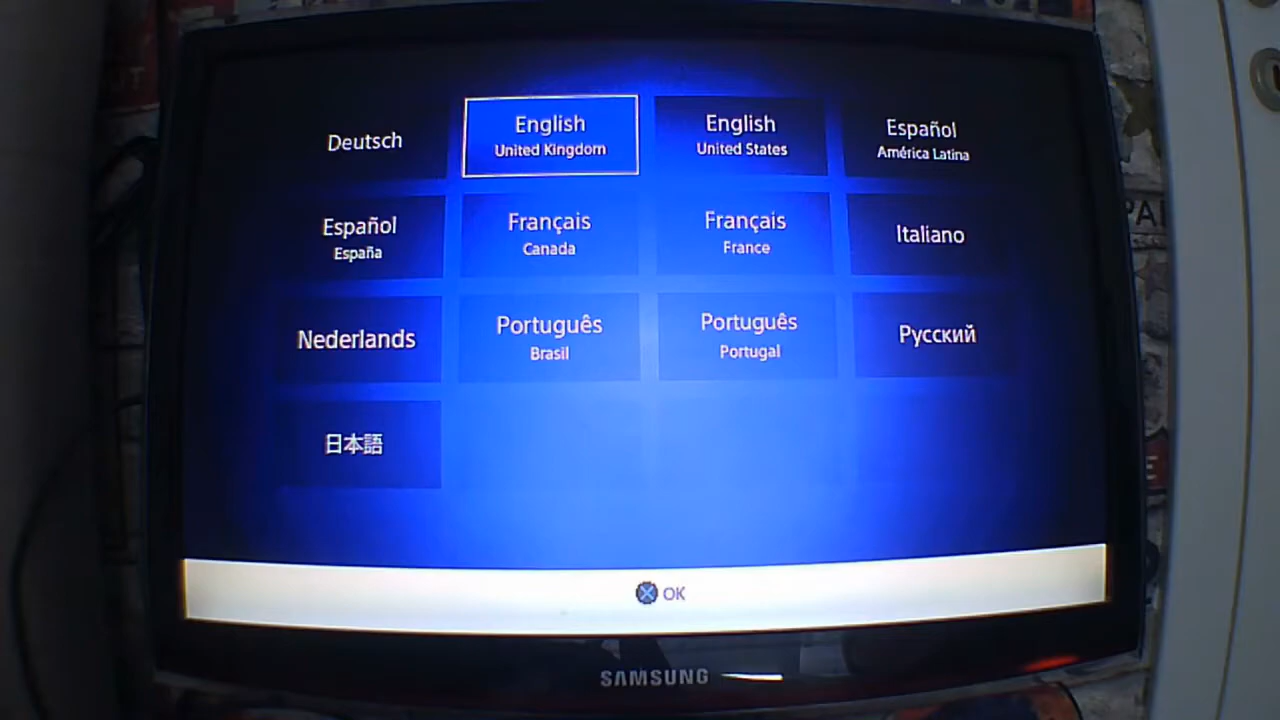 Deutsch
English
United Kingdom
English
United States
Español
América Latina
Español
España
Français
Canada
Français
France
Italiano
Nederlands
Português
Brasil
Português
Portugal
Русский
日本語
OK
SAMSUNG